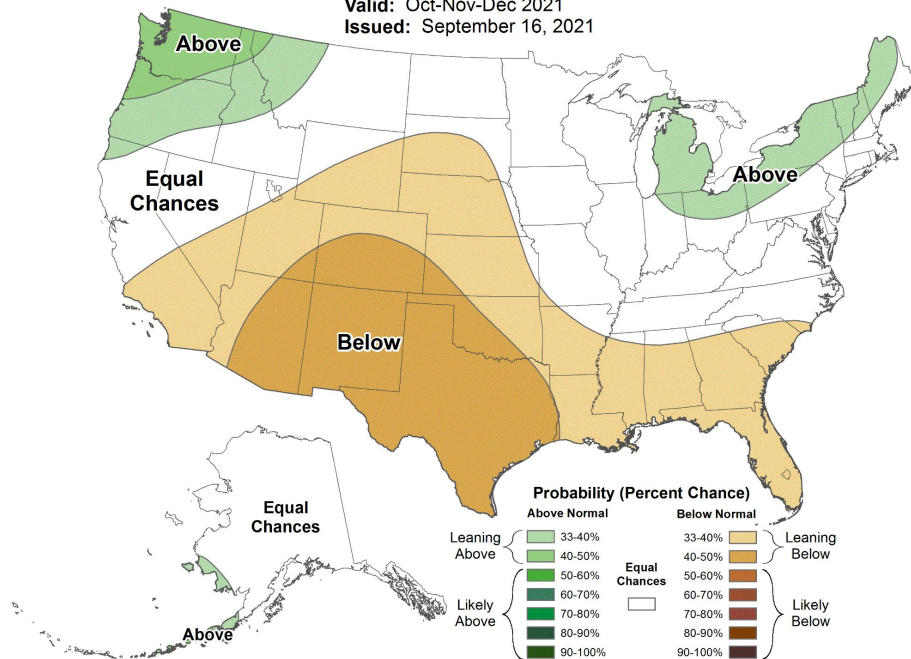 Valid: Oct-Nov-Dec 2021
Issued: September 16, 2021
Above
Equal
Chances
Above
Below
Equal
Chances
Above
Probability (Percent Chance)
Above Normal
Below Normal
Leaning
Above
33-40%
40-50%
Likely
Above
50-60%
60-70%
70-80%
80-90%
90-100%
Equal
Chances
33-40%
40-50%
Leaning
Below
50-60%
60-70%
70-80%
80-90%
90-100%
Likely
Below